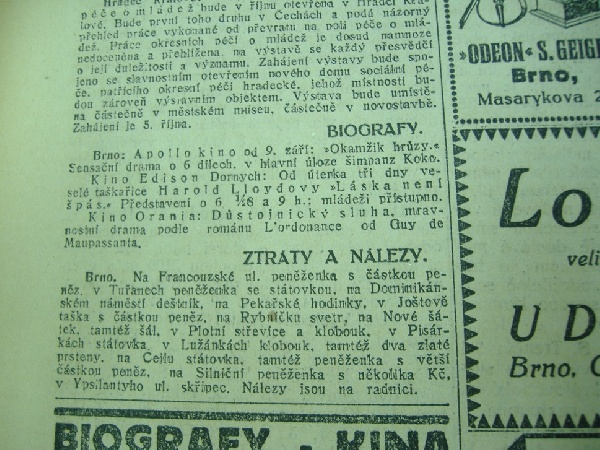 péče o mládež bude v říjnu otevřena v Hradci Krá-
lové. Bude první toho druhu v Čechách a podá názorný
přehled práce vykonané od převratu na poli péče o mlá-
dež. Práce okresních péčí o mládež je dosud namnoze
nedoceněna a přehlížena, na výstavě se každý přesvědčí
o její důležitosti a významu. Zahájení výstavy bude spo-
jeno se slavnostním otevřením nového domu sociální pé-
če, patřícího okresní péči hradecké, jehož místnosti bu-
dou zároveň výstavním objektem. Výstava bude umístě-
na částečně v městském museu, částečně v novostavbě.
Zahájení je 5. října.
BIOGRAFY.
Brno: Apollo kino od 9. září: »Okamžik hrůzy.«
Sensační drama o 6 dílech, v hlavní úloze šimpanz Koko.
Kino Edison Dornych: Od úterka tři dny ve-
selé taškařice Harold Lloydovy »Láska není
špás.« Představení o 6, ½8 a 9 h.; mládeži přístupno.
Kino Orania: Důstojnický sluha, mrav-
nostní drama podle románu L'ordonance od Guy de
Maupassanta.
ZTRÁTY A NÁLEZY.
Brno. Na Francouzské ul. peněženka s částkou pe-
něz, v Tuřanech peněženka se státovkou, na Dominikán-
ském náměstí deštník, na Pekařské hodinky, v Joštově
taška s částkou peněz, na Rybníčku svetr, na Nové šá-
tek, tamtéž šál, v Plotní střevíce a klobouk, v Pisár-
kách státovka, v Lužánkách klobouk, tamtéž dva zlaté
prsteny, na Cejlu státovka, tamtéž peněženka s větší
částkou peněz, na Silniční peněženka s několika Kč,
v Ypsilantyho ul. skřipec. Nálezy jsou na radnici.
BIOGRAFY - KINA
»ODEON« S. GEIG
Brno,
Masarykova 2
Lo
veli
U D
Brno,